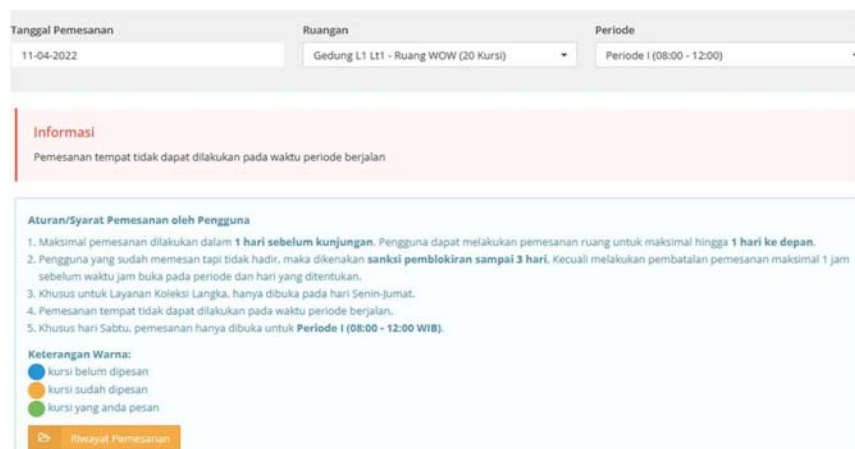 Tanggal Pemesanan
Ruangan
Periode
11-04-2022
Gedung L1 Lt1 - Ruang WOW (20 Kursi)
Periode I (08:00 - 12:00)
Informasi
Pemesanan tempat tidak dapat dilakukan pada waktu periode berjalan
Aturan/Syarat Pemesanan oleh Pengguna
1. Maksimal pemesanan dilakukan dalam 1 hari sebelum kunjungan. Pengguna dapat melakukan pemesanan ruang untuk maksimal hingga 1 hari ke depan.
2. Pengguna yang sudah memesan tapi tidak hadir, maka dikenakan sanksi pemblokiran sampai 3 hari. Kecuali melakukan pembatalan pemesanan maksimal 1 jam
sebelum waktu jam buka pada periode dan hari yang ditentukan.
3. Khusus untuk Layanan Koleksi Langka, hanya dibuka pada hari Senin-Jumat.
4. Pemesanan tempat tidak dapat dilakukan pada waktu periode berjalan.
5. Khusus hari Sabtu, pemesanan hanya dibuka untuk Periode I (08:00 - 12:00 WIB).
Keterangan Warna:
kursi belum dipesan
kursi sudah dipesan
kursi yang anda pesan
Riwayat Pemesanan